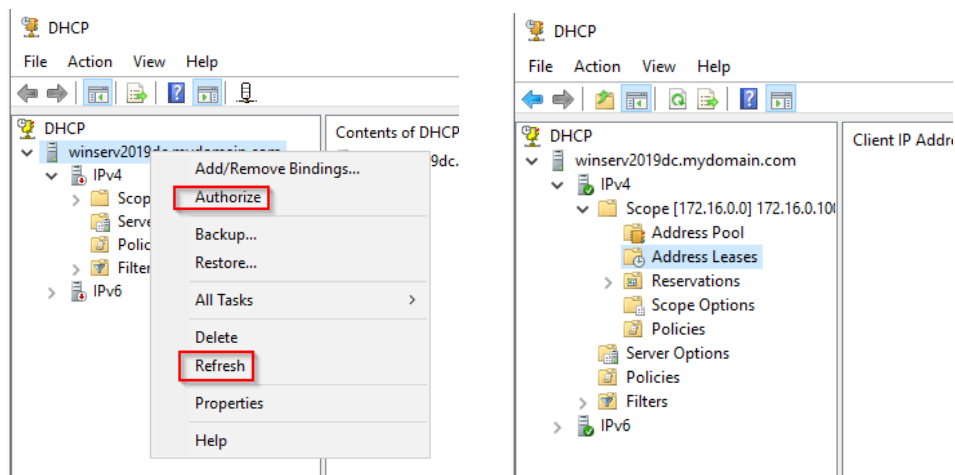 DHCP
File Action View Help
DHCP
winserv2019dc.mydomain.com
IPv4
Scop
Serve
Polic
Filter
IPv6
Contents of DHCP
9dc.
Add/Remove Bindings...
Authorize
Backup...
Restore...
All Tasks
Delete
Refresh
Properties
Help
DHCP
File Action View Help
DHCP
winserv2019dc.mydomain.com
IPv4
Scope [172.16.0.0] 172.16.0.100
Address Pool
Address Leases
Reservations
Scope Options
Policies
Server Options
Policies
Filters
IPv6
Client IP Addre